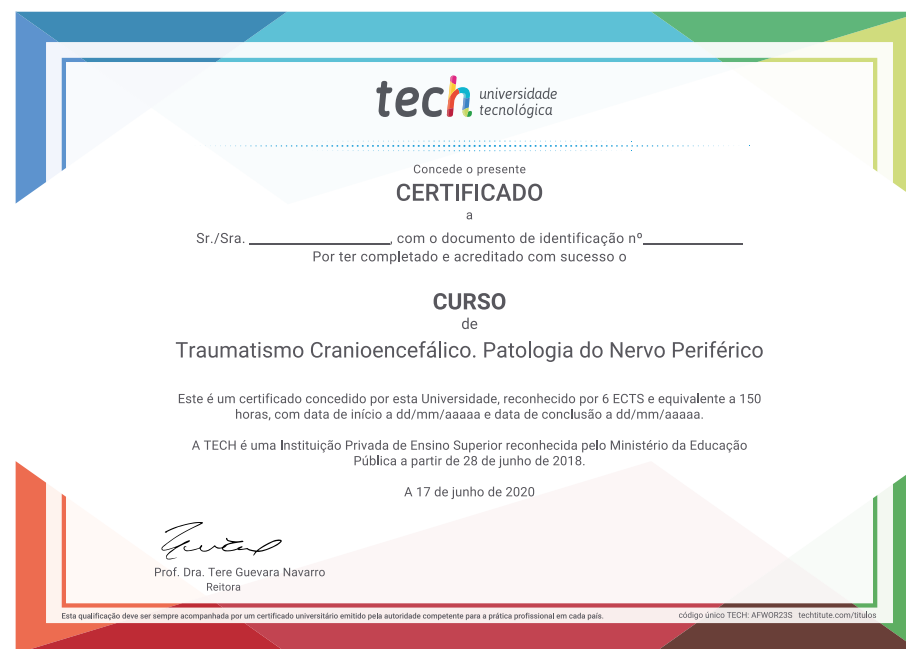 tech universidade
tecnológica
Concede o presente
CERTIFICADO
a
Sr./Sra. ____________________, com o documento de identificação nº______________
Por ter completado e acreditado com sucesso o
CURSO
de
Traumatismo Cranioencefálico. Patologia do Nervo Periférico
Este é um certificado concedido por esta Universidade, reconhecido por 6 ECTS e equivalente a 150
horas, com data de início a dd/mm/aaaaa e data de conclusão a dd/mm/aaaaa.
A TECH é uma Instituição Privada de Ensino Superior reconhecida pelo Ministério da Educação
Pública a partir de 28 de junho de 2018.
A 17 de junho de 2020
Prof. Dra. Tere Guevara Navarro
Reitora
Esta qualificação deve ser sempre acompanhada por um certificado universitário emitido pela autoridade competente para a prática profissional em cada país.
código único TECH: AFWOR23S techtitute.com/titulos